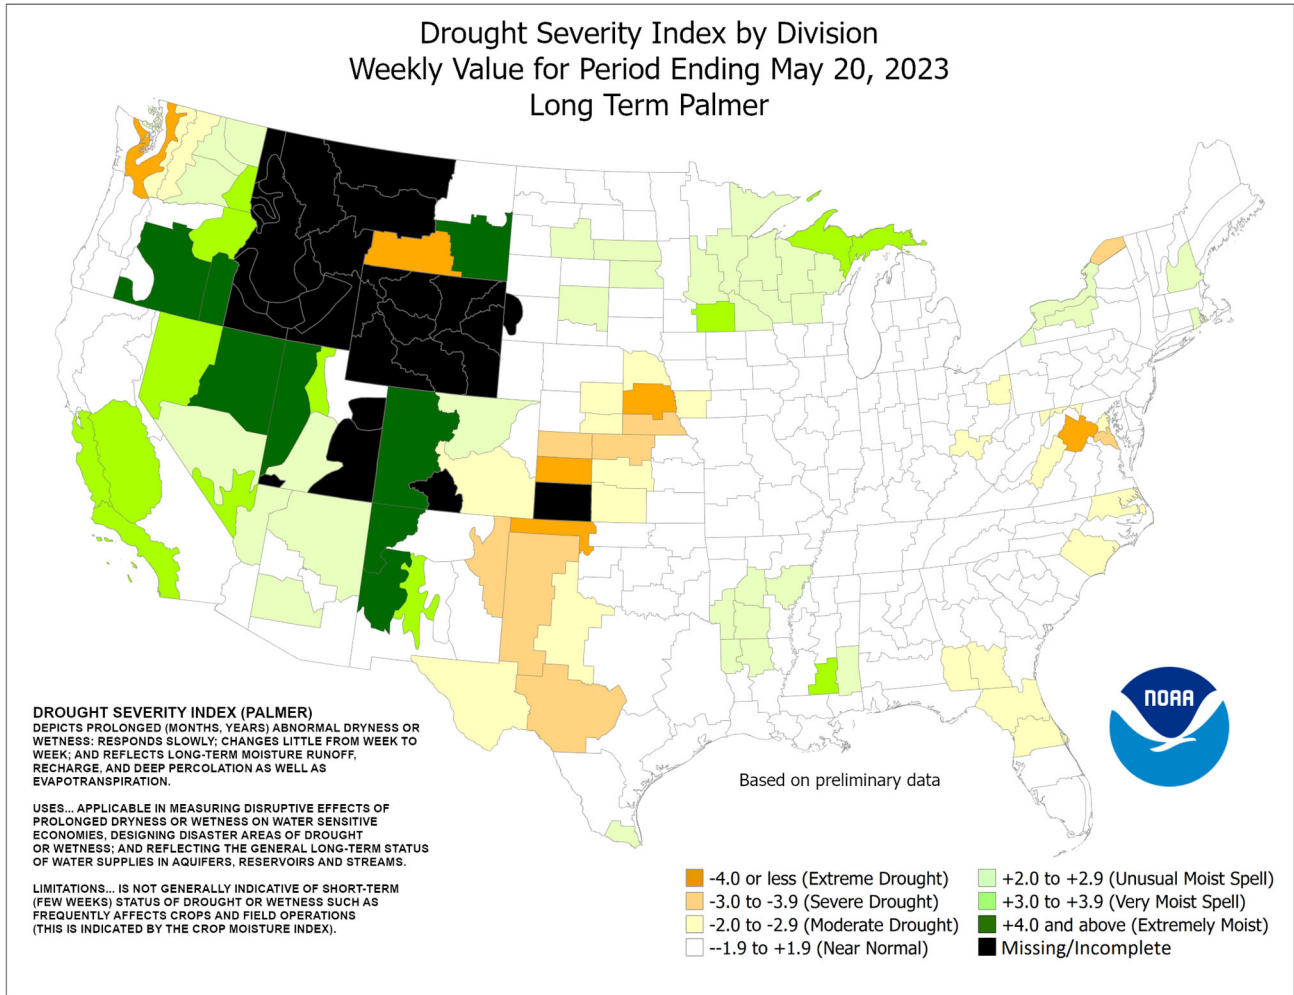 Drought Severity Index by Division
Weekly Value for Period Ending May 20, 2023
Long Term Palmer
DROUGHT SEVERITY INDEX (PALMER)
DEPICTS PROLONGED (MONTHS, YEARS) ABNORMAL DRYNESS OR
WETNESS: RESPONDS SLOWLY; CHANGES LITTLE FROM WEEK TO
WEEK; AND REFLECTS LONG-TERM MOISTURE RUNOFF,
RECHARGE, AND DEEP PERCOLATION AS WELL AS
EVAPOTRANSPIRATION.
USES... APPLICABLE IN MEASURING DISRUPTIVE EFFECTS OF
PROLONGED DRYNESS OR WETNESS ON WATER SENSITIVE
ECONOMIES, DESIGNING DISASTER AREAS OF DROUGHT
OR WETNESS; AND REFLECTING THE GENERAL LONG-TERM STATUS
OF WATER SUPPLIES IN AQUIFERS, RESERVOIRS AND STREAMS.
LIMITATIONS... IS NOT GENERALLY INDICATIVE OF SHORT-TERM
(FEW WEEKS) STATUS OF DROUGHT OR WETNESS SUCH AS
FREQUENTLY AFFECTS CROPS AND FIELD OPERATIONS
(THIS IS INDICATED BY THE CROP MOISTURE INDEX).
NOAA
Based on preliminary data
-4.0 or less (Extreme Drought)
-3.0 to -3.9 (Severe Drought)
-2.0 to -2.9 (Moderate Drought)
--1.9 to +1.9 (Near Normal)
+2.0 to +2.9 (Unusual Moist Spell)
+3.0 to +3.9 (Very Moist Spell)
+4.0 and above (Extremely Moist)
Missing/Incomplete